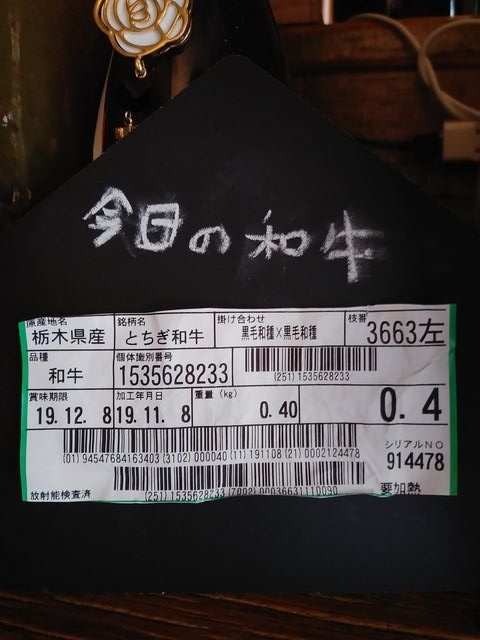 今日の和牛
原産地名 銘柄名 掛け合わせ 枝番
栃木県産 とちぎ和牛 黒毛和種×黒毛和種 3663左
品種 個体識別番号
和牛 1535628233 (251) 1535628233
賞味期限 加工年月日 重量 (kg)
19.12. 8 19.11. 8 0.40 0.4
(01) 94547684163403 (3102) 000040 (11) 191108 (21) 0002124478
シリアルNO
914478
放射能検査済 (251) 1535628233 (7002) 00036631110090 要加熱